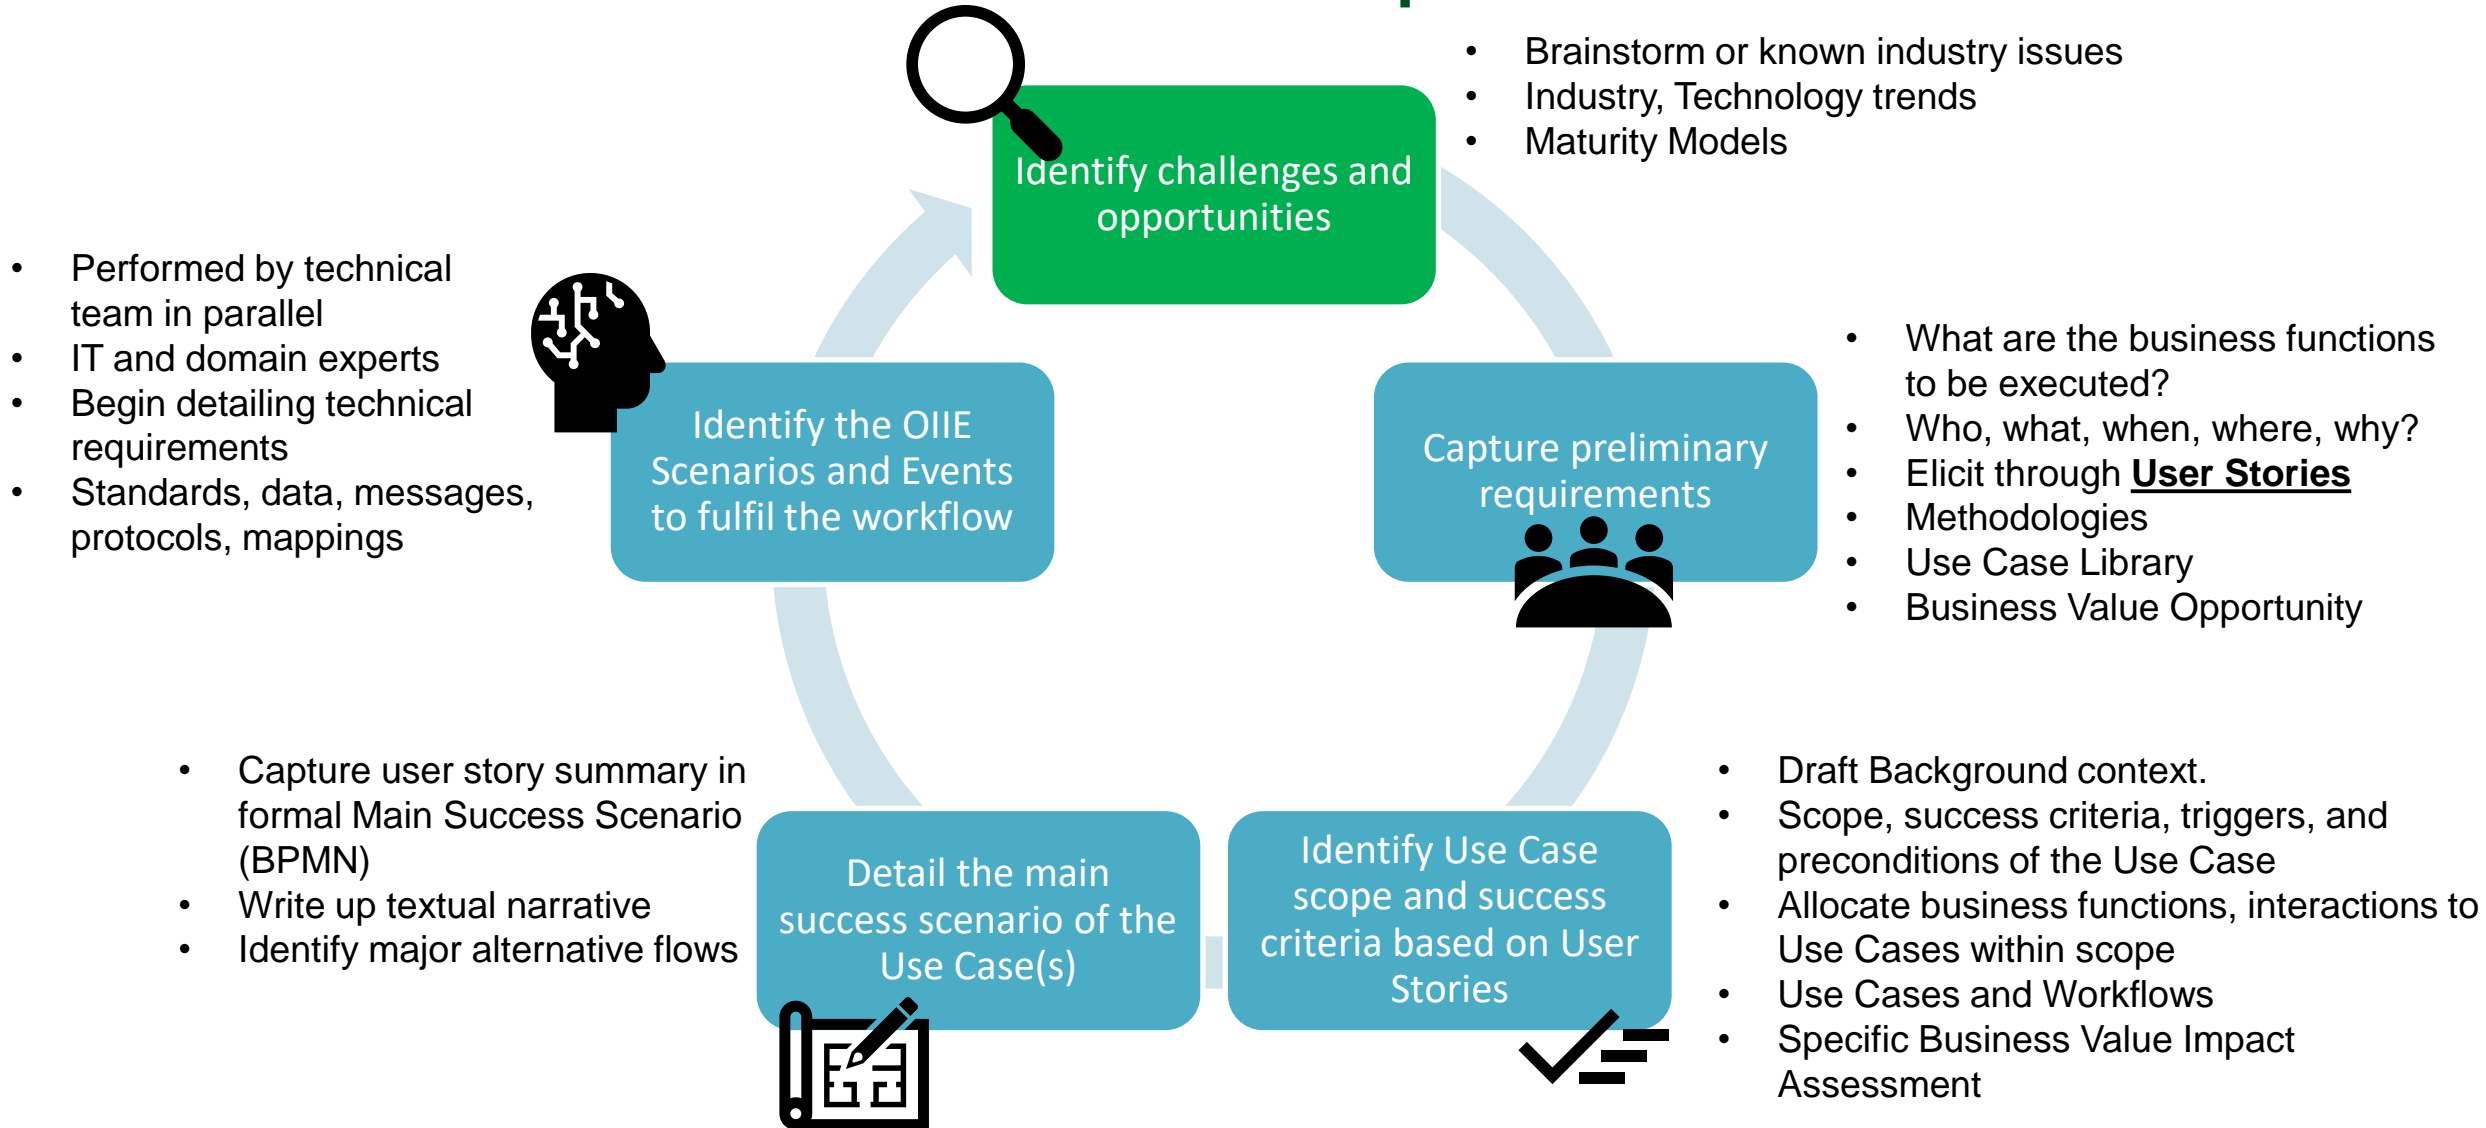 • Brainstorm or known industry issues
• Industry, Technology trends
• Maturity Models
Identify challenges and
opportunities
• What are the business functions
to be executed?
• Who, what, when, where, why?
• Elicit through User Stories
• Methodologies
• Use Case Library
• Business Value Opportunity
Capture preliminary
requirements
• Draft Background context.
• Scope, success criteria, triggers, and
preconditions of the Use Case
• Allocate business functions, interactions to
Use Cases within scope
• Use Cases and Workflows
• Specific Business Value Impact
Assessment
Identify Use Case
scope and success
criteria based on User
Stories
• Capture user story summary in
formal Main Success Scenario
(BPMN)
• Write up textual narrative
• Identify major alternative flows
Detail the main
success scenario of the
Use Case(s)
• Performed by technical
team in parallel
• IT and domain experts
• Begin detailing technical
requirements
• Standards, data, messages,
protocols, mappings
Identify the OIIE
Scenarios and Events
to fulfil the workflow